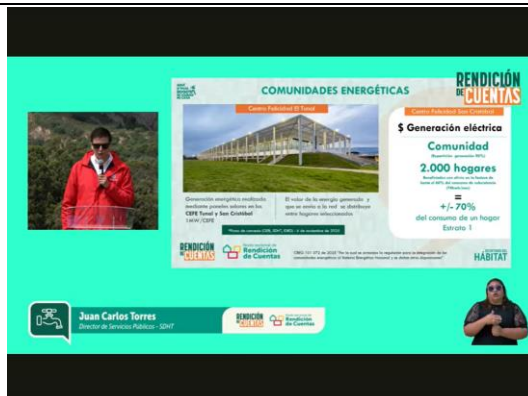 COMUNIDADES ENERGÉTICAS
RENDICIÓN
DE CUENTAS
Centro Felicidad El Tunal
Generación energética realizada
mediante paneles solares en los
CEFE Tunal y San Cristóbal
1MW/CEFE
El valor de la energía generada y
que se envía a la red se distribuye
entre hogares seleccionados
Centro Felicidad San Cristóbal
$ Generación eléctrica
Comunidad
2.000 hogares
=
+/- 70%
del consumo de un hogar
Estrato 1
RENDICIÓN
DE CUENTAS
Rendición
de Cuentas
HÁBITAT
Juan Carlos Torres
Director de Servicios Públicos - SDHT
RENDICIÓN
DE CUENTAS
Rendición
de Cuentas